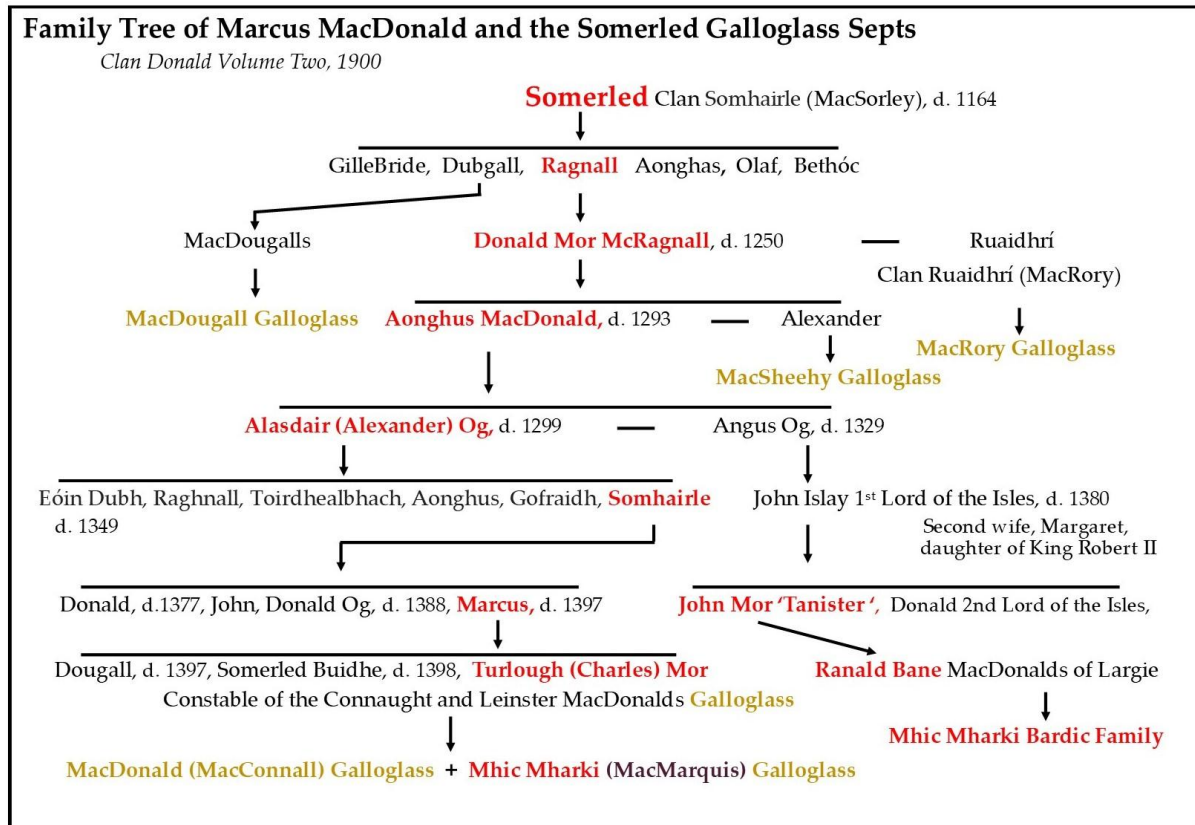 Family Tree of Marcus MacDonald and the Somerled Galloglass Septs
Clan Donald Volume Two, 1900
Somerled Clan Somhairle (MacSorley), d. 1164
GilleBride, Dubgall, Ragnall Aonghas, Olaf, Bethóc
MacDougalls Donald Mor McRagnall, d. 1250 — Ruaidhrí
Clan Ruaidhrí (MacRory)
MacDougall Galloglass Aonghus MacDonald, d. 1293 — Alexander
MacRory Galloglass
MacSheehy Galloglass
Alasdair (Alexander) Og, d. 1299 — Angus Og, d. 1329
Eóin Dubh, Raghnall, Toirdhealbhach, Aonghus, Gofraidh, Somhairle John Islay 1st Lord of the Isles, d. 1380
d. 1349 Second wife, Margaret,
daughter of King Robert II
Donald, d.1377, John, Donald Og, d. 1388, Marcus, d. 1397 John Mor ‘Tanister ‘, Donald 2nd Lord of the Isles,
Dougall, d. 1397, Somerled Buidhe, d. 1398, Turlough (Charles) Mor Ranald Bane MacDonalds of Largie
Constable of the Connaught and Leinster MacDonalds Galloglass
Mhic Mharki Bardic Family
MacDonald (MacConnall) Galloglass + Mhic Mharki (MacMarquis) Galloglass